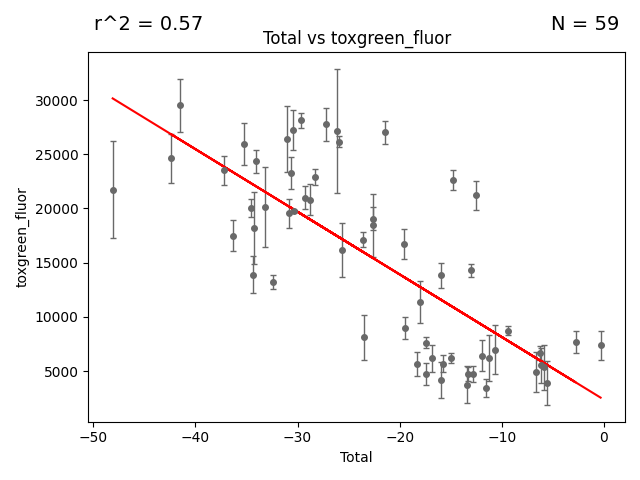 r^2 = 0.57
N = 59
Total vs toxgreen_fluor
30000
25000
20000
15000
10000
5000
toxgreen_fluor
−50
−40
−30
−20
−10
0
Total